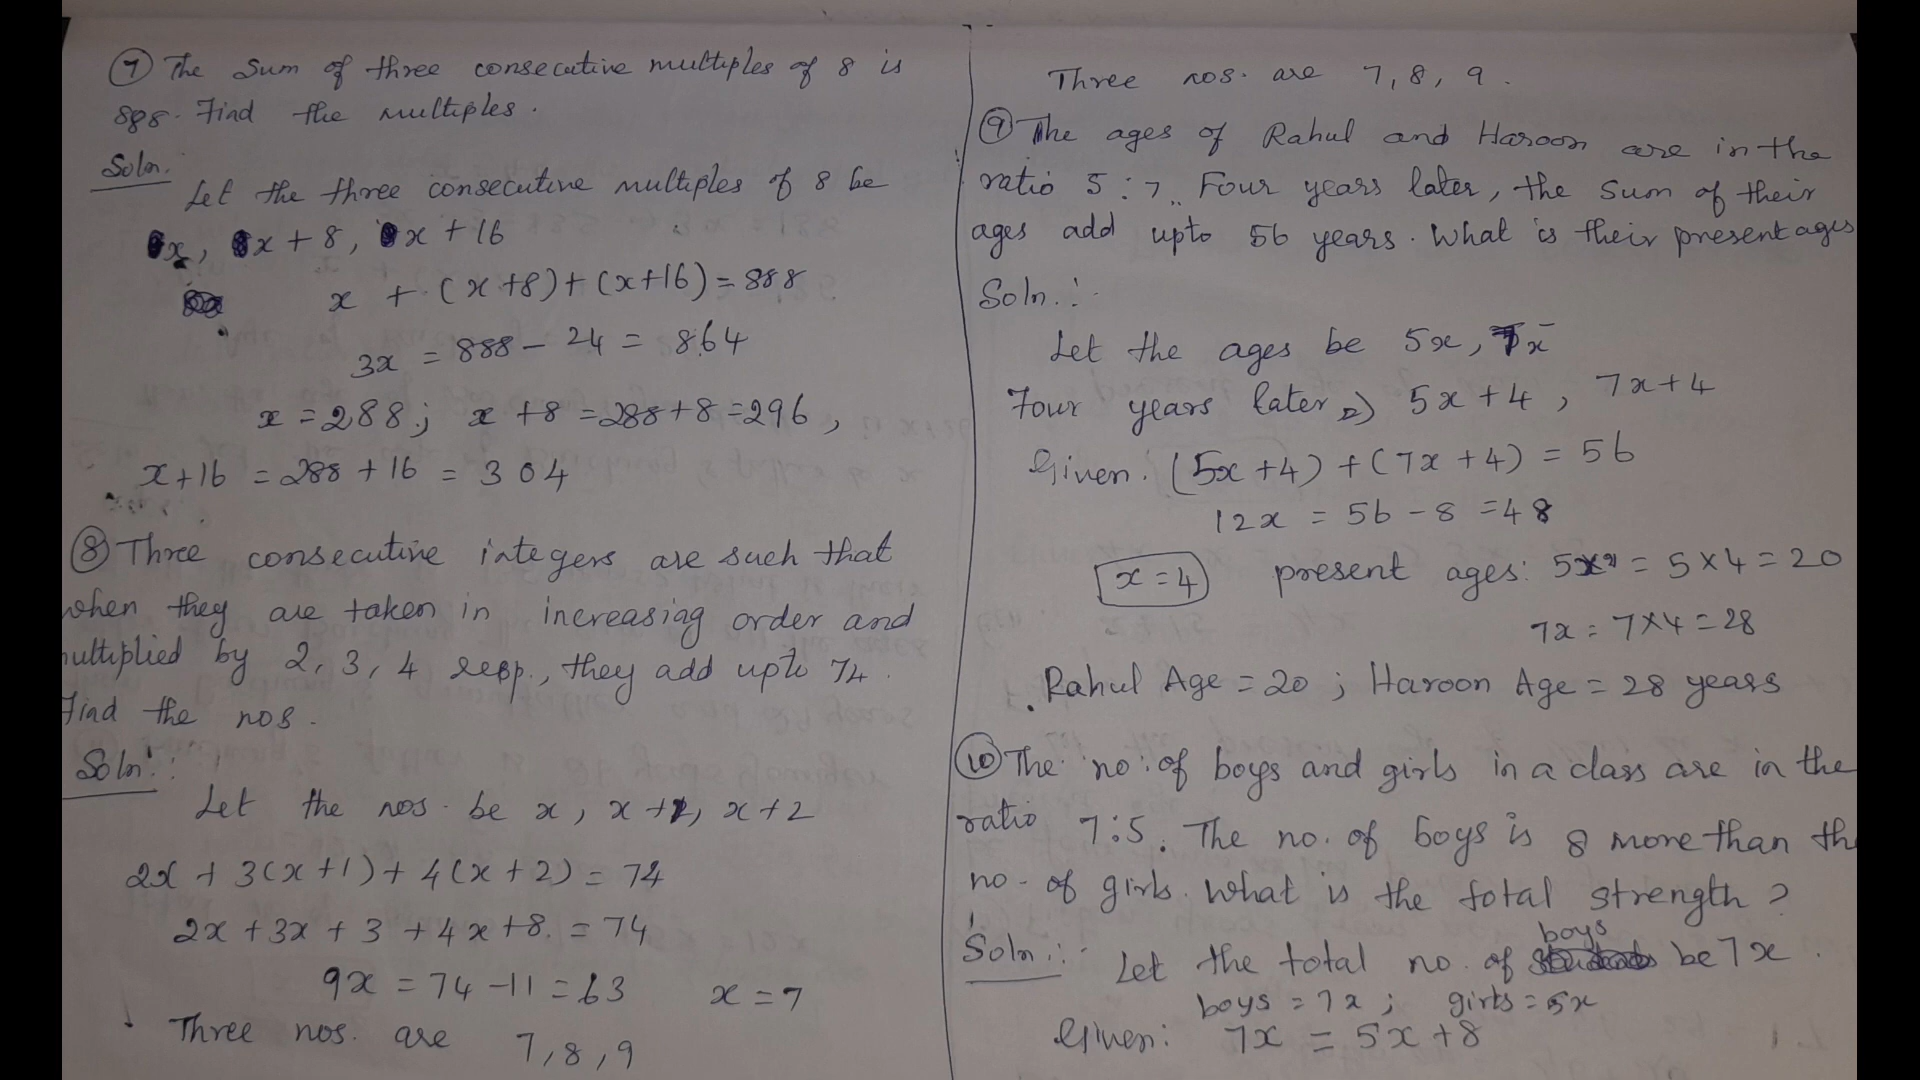 ⑦ The sum of three consecutive multiples of 8 is
888. Find the multiples.
Soln.
Let the three consecutive multiples of 8 be
x, x + 8, x + 16
x + (x+8) + (x+16) = 888
3x = 888 - 24 = 864
x = 288; x + 8 = 288 + 8 = 296,
x + 16 = 288 + 16 = 304
⑧ Three consecutive integers are such that
when they are taken in increasing order and
multiplied by 2, 3, 4 resp., they add upto 74.
Find the nos.
Soln:
Let the nos. be x, x + 1, x + 2
2x + 3(x + 1) + 4(x + 2) = 74
2x + 3x + 3 + 4x + 8 = 74
9x = 74 - 11 = 63 x = 7
Three nos. are 7, 8, 9
Three nos. are 7, 8, 9.
⑨ The ages of Rahul and Haroon are in the
ratio 5:7. Four years later, the sum of their
ages add upto 56 years. What is their present ages
Soln.:
Let the ages be 5x, 7x
Four years later ⇒ 5x + 4, 7x + 4
Given. (5x + 4) + (7x + 4) = 56
12x = 56 - 8 = 48
x = 4 present ages: 5x = 5 × 4 = 20
7x = 7×4 = 28
Rahul Age = 20; Haroon Age = 28 years
⑩ The no. of boys and girls in a class are in the
ratio 7:5. The no. of boys is 8 more than the
no. of girls. What is the total strength?
Soln: Let the total no. of boys be 7x.
boys = 7x; girls = 5x
Given: 7x = 5x + 8